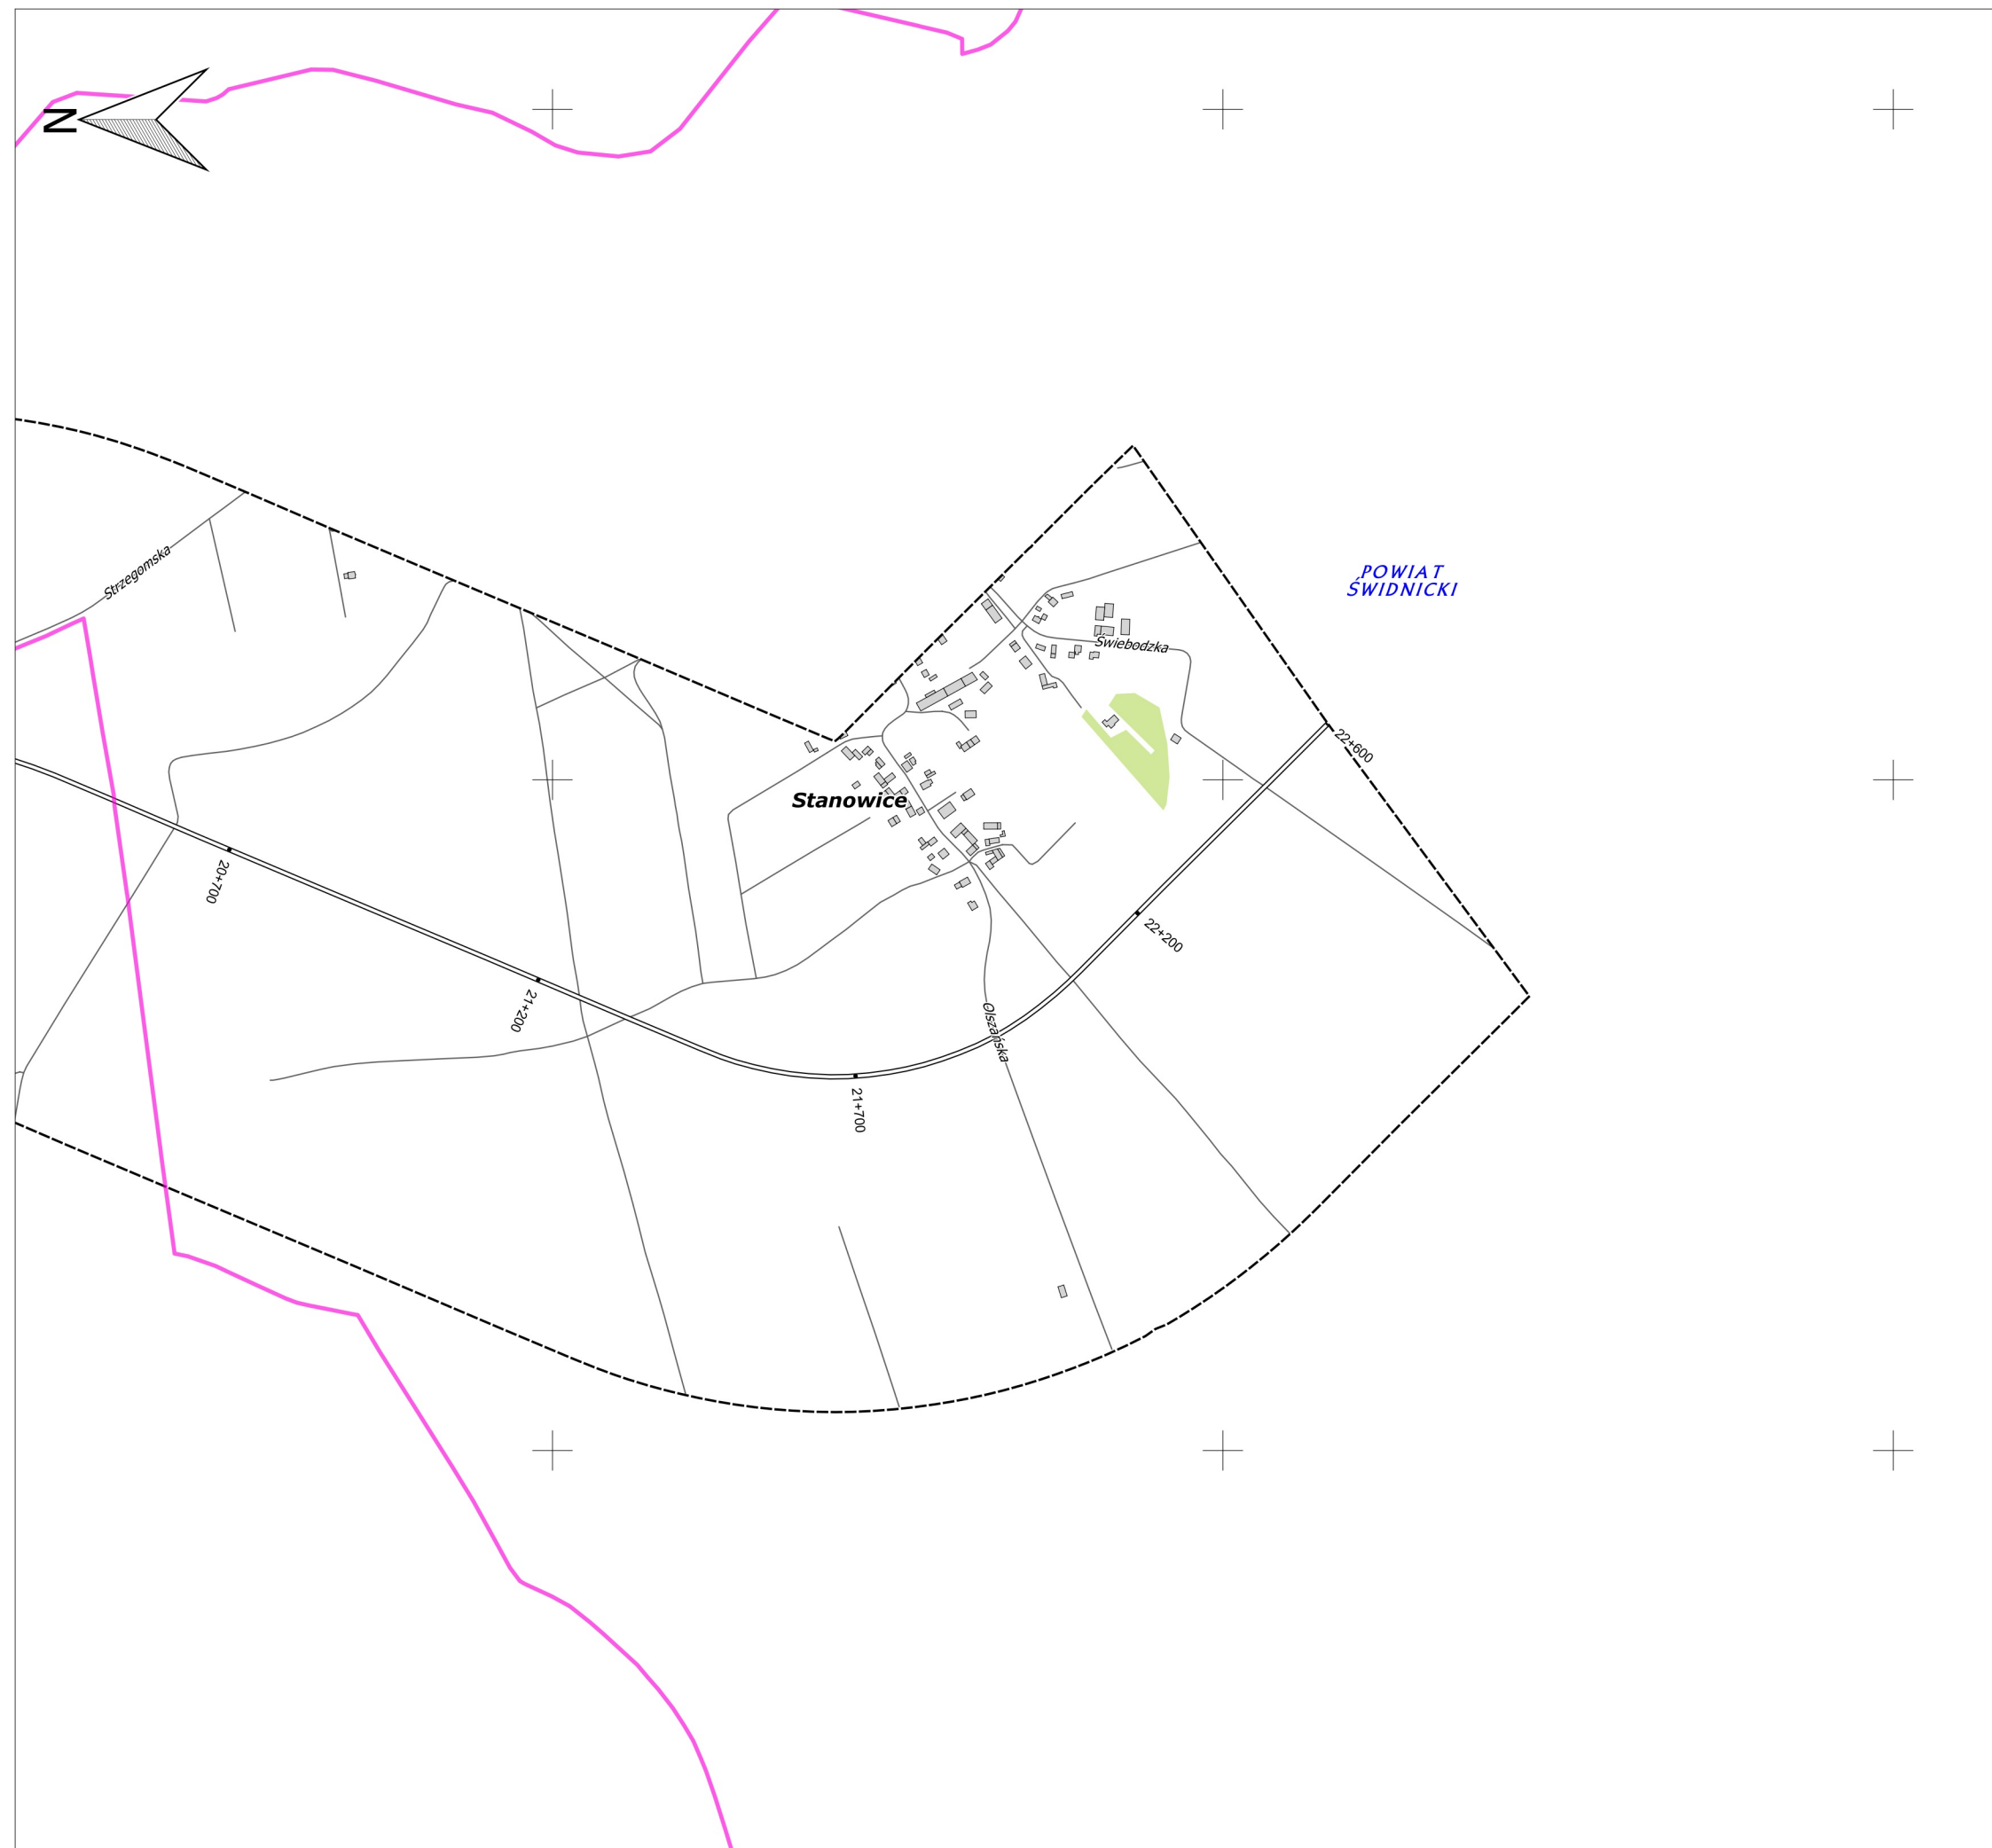 N
POWIAT
ŚWIDNICKI
Strzegomska
Świebodzka
22+600
Stanowice
20+700
22+200
21+200
Olszańska
21+700